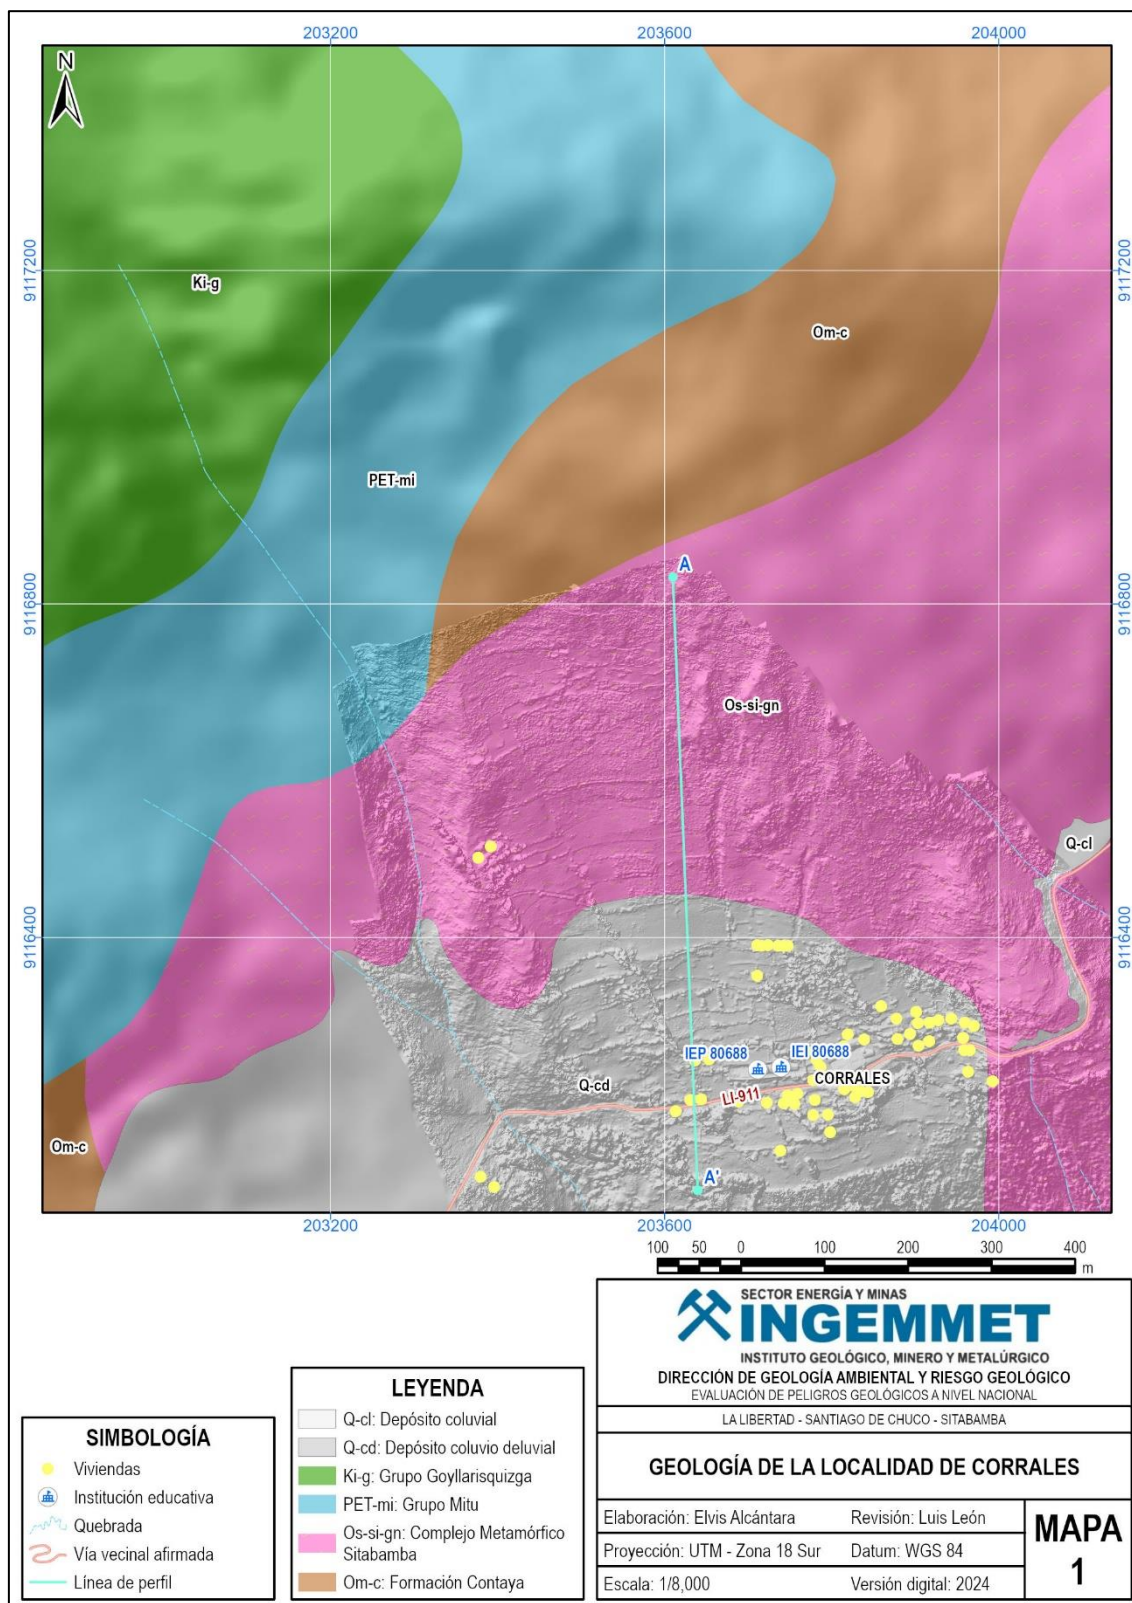 203200
203600
204000
N
9117200
9117200
Ki-g
Om-c
PET-mi
A
9116800
9116800
Os-si-gn
Q-cl
9116400
9116400
IEP 80688
IEI 80688
CORRALES
Q-cd
LI-911
Om-c
A'
203200
203600
204000
100 50 0 100 200 300 400
m
SECTOR ENERGÍA Y MINAS
INGEMMET
INSTITUTO GEOLÓGICO, MINERO Y METALÚRGICO
DIRECCIÓN DE GEOLOGÍA AMBIENTAL Y RIESGO GEOLÓGICO
EVALUACIÓN DE PELIGROS GEOLÓGICOS A NIVEL NACIONAL
LA LIBERTAD - SANTIAGO DE CHUCO - SITABAMBA
GEOLOGÍA DE LA LOCALIDAD DE CORRALES
Elaboración: Elvis Alcántara
Revisión: Luis León
Proyección: UTM - Zona 18 Sur
Datum: WGS 84
Escala: 1/8,000
Versión digital: 2024
MAPA
1
LEYENDA
Q-cl: Depósito coluvial
Q-cd: Depósito coluvio deluvial
Ki-g: Grupo Goyllarisquizga
PET-mi: Grupo Mitu
Os-si-gn: Complejo Metamórfico
Sitabamba
Om-c: Formación Contaya
SIMBOLOGÍA
Viviendas
Institución educativa
Quebrada
Vía vecinal afirmada
Línea de perfil